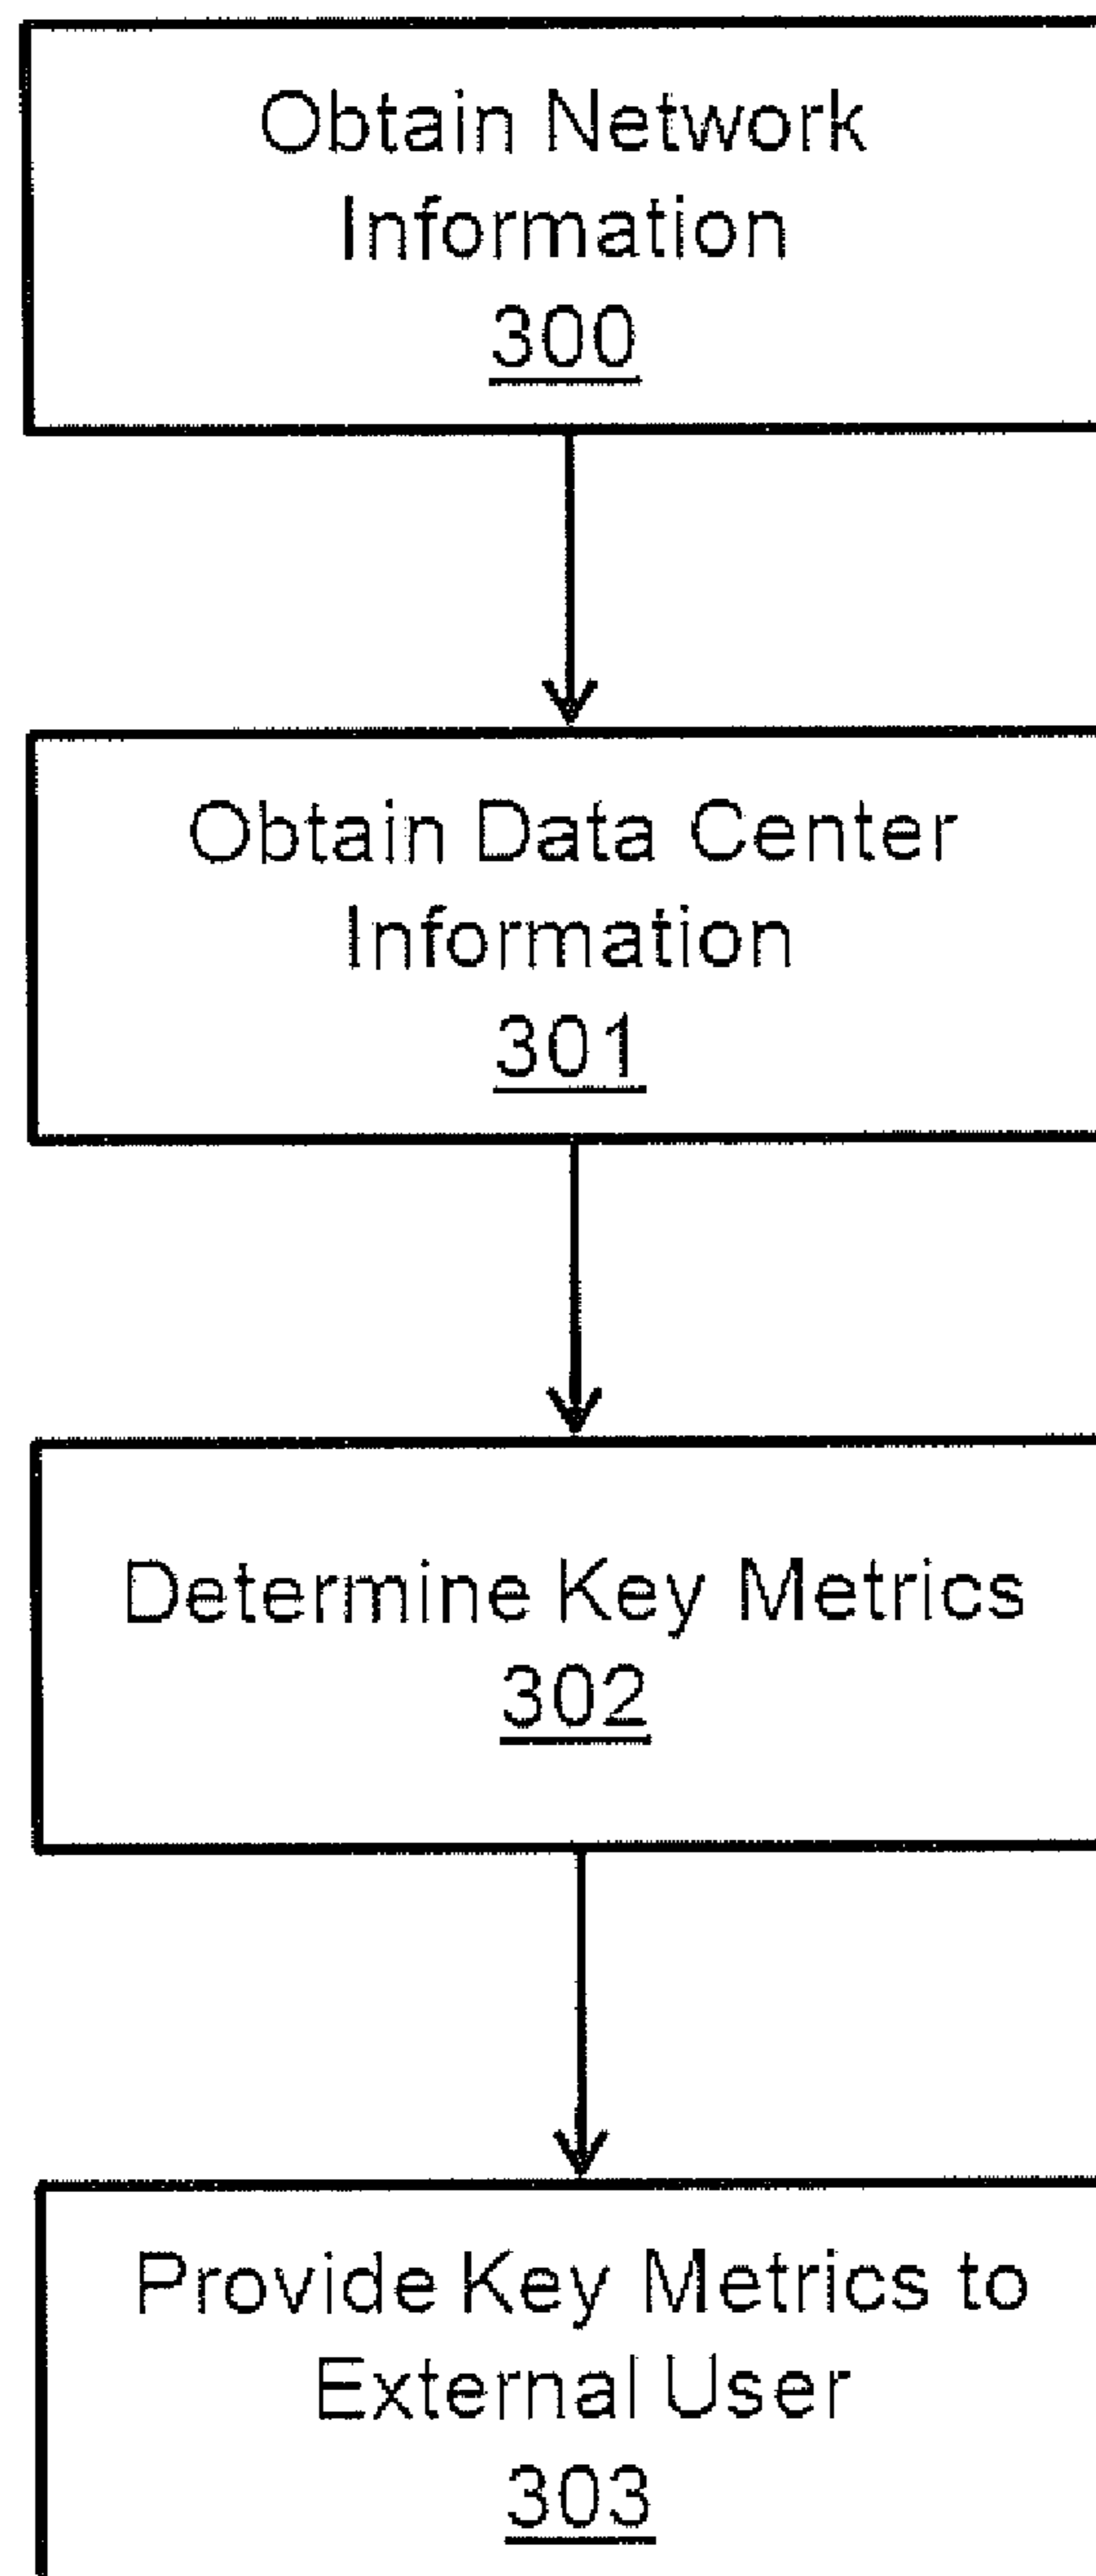 Obtain Network
Information
300
Obtain Data Center
Information
301
Determine Key Metrics
302
Provide Key Metrics to
External User
303